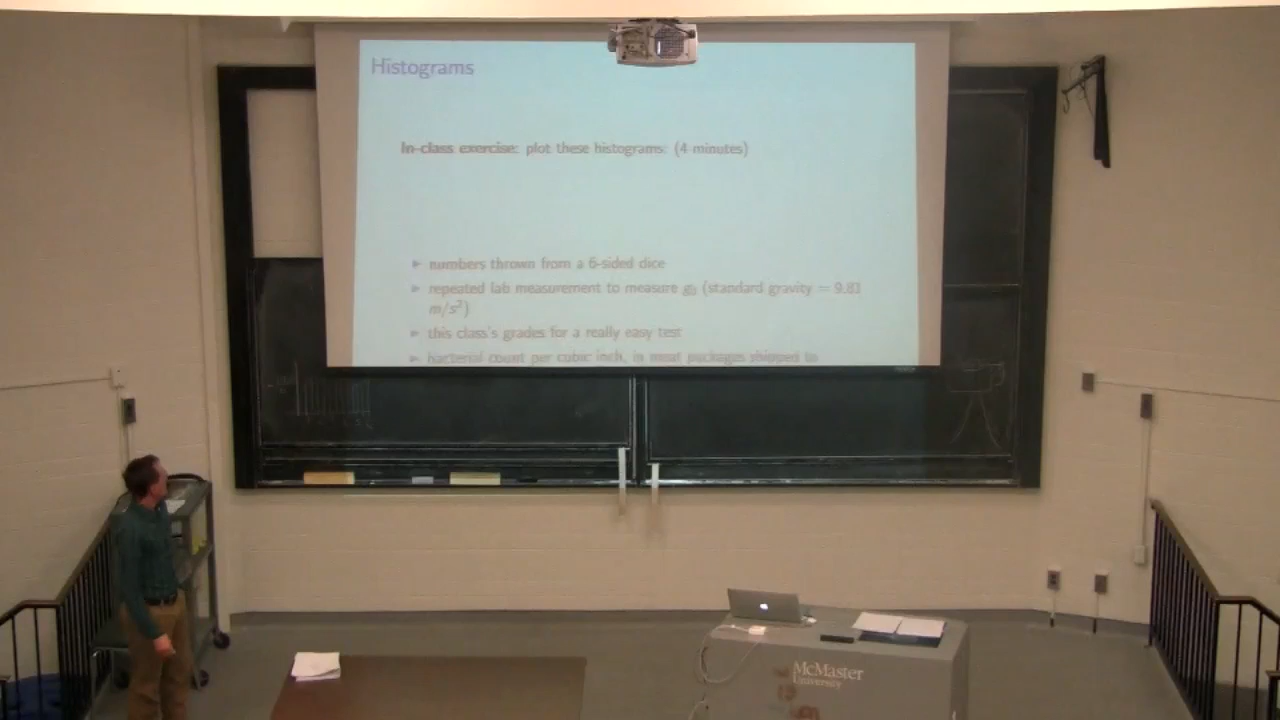 Histograms
In-class exercise: plot these histograms: (4 minutes)
numbers thrown from a 6-sided dice
repeated lab measurement to measure g₀ (standard gravity = 9.81
m/s²)
this class's grades for a really easy test
bacterial count per cubic inch, in meat packages shipped to
McMaster
University